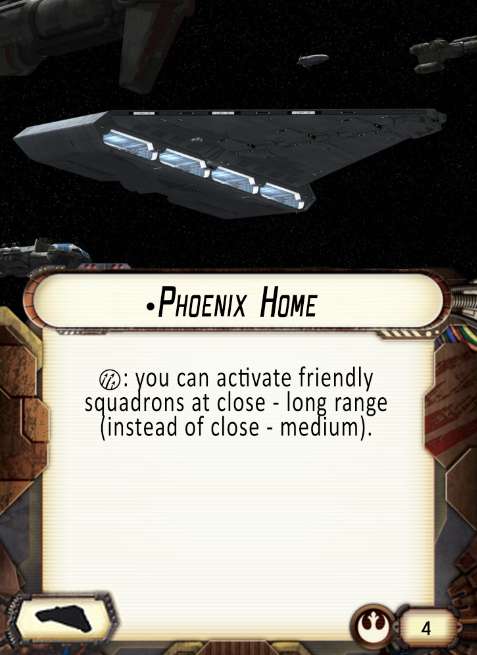 •Phoenix Home
: you can activate friendly
squadrons at close - long range
(instead of close - medium).
4